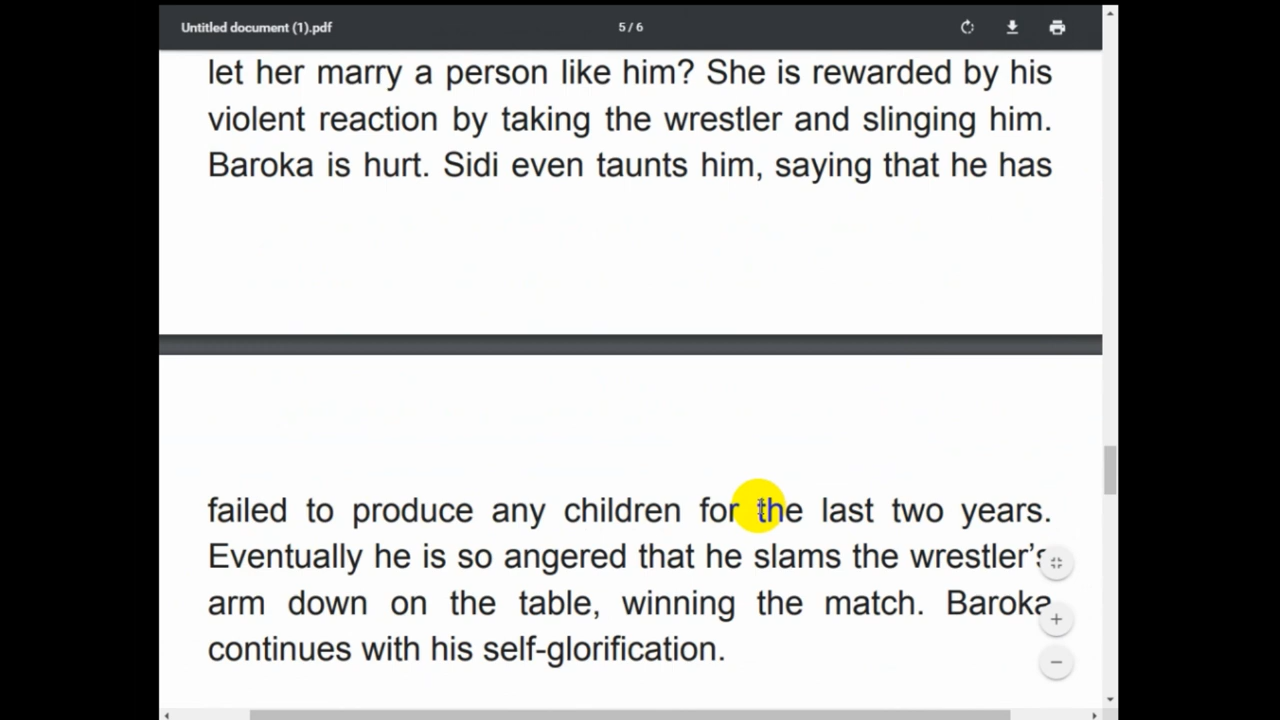 Untitled document (1).pdf
5 / 6
let her marry a person like him? She is rewarded by his
violent reaction by taking the wrestler and slinging him.
Baroka is hurt. Sidi even taunts him, saying that he has
failed to produce any children for the last two years.
Eventually he is so angered that he slams the wrestler's
arm down on the table, winning the match. Baroka
continues with his self-glorification.